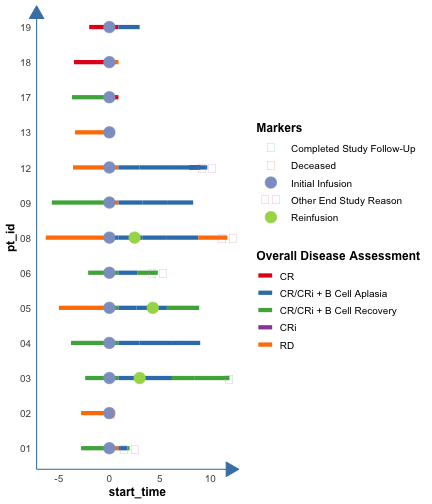 19
18
17
13
12
09
08
06
05
04
03
02
01
pt_id
-5 0 5 10
start_time
Markers
Completed Study Follow-Up
Deceased
Initial Infusion
Other End Study Reason
Reinfusion
Overall Disease Assessment
CR
CR/CRi + B Cell Aplasia
CR/CRi + B Cell Recovery
CRi
RD